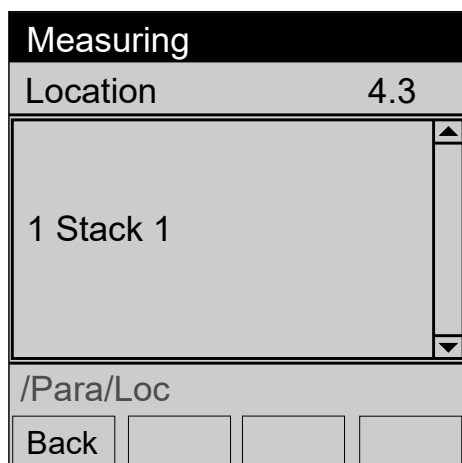 Measuring
Location 4.3
1 Stack 1
/Para/Loc
Back